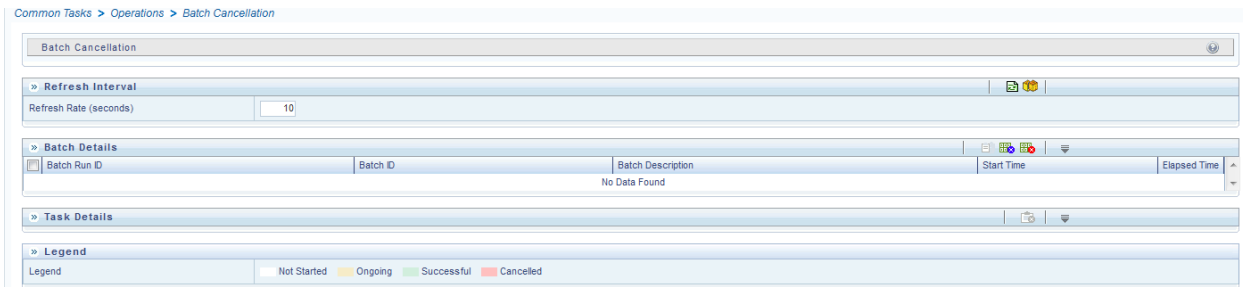 Common Tasks > Operations > Batch Cancellation
Batch Cancellation
Refresh Interval
Refresh Rate (seconds) 10
Batch Details
Batch Run ID Batch ID Batch Description Start Time Elapsed Time
No Data Found
Task Details
Legend
Legend Not Started Ongoing Successful Cancelled